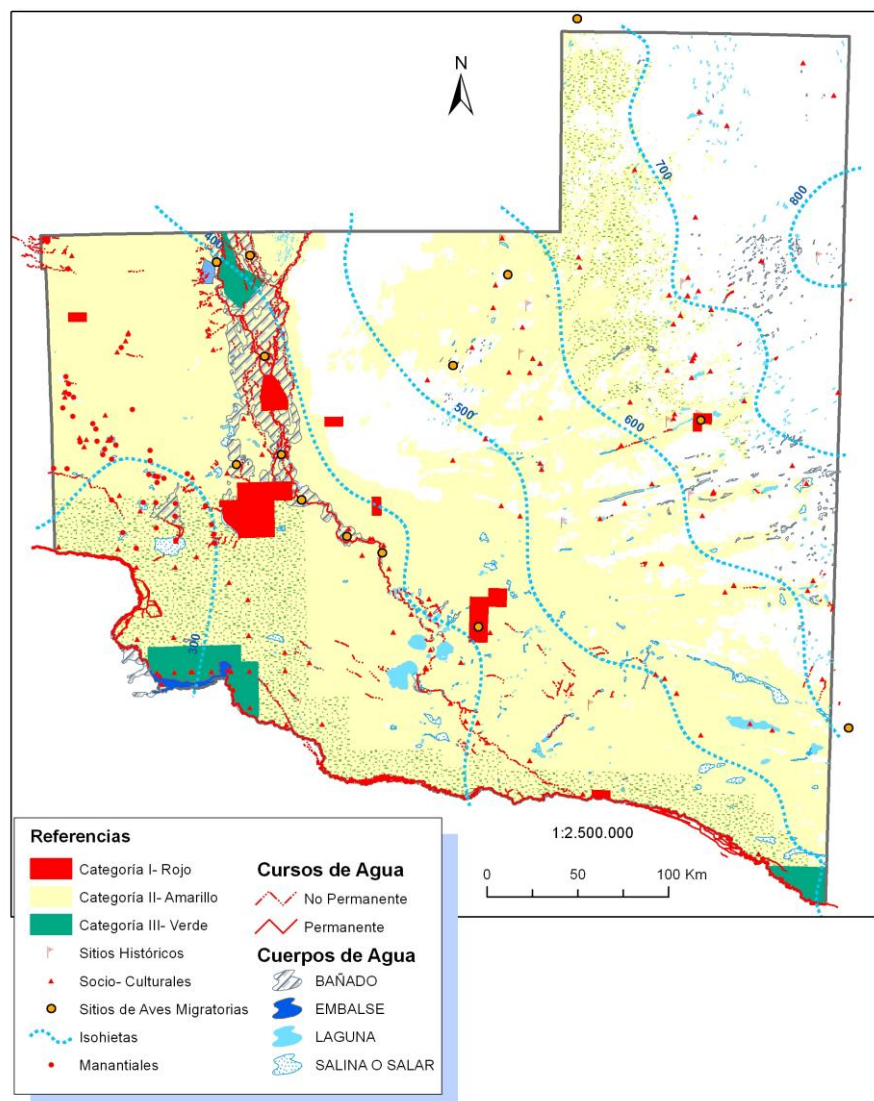 N
400
500
600
700
800
300
1:2.500.000
0 50 100 Km
Referencias
Categoría I- Rojo
Categoría II- Amarillo
Categoría III- Verde
Sitios Históricos
Socio- Culturales
Sitios de Aves Migratorias
Isohietas
Manantiales
Cursos de Agua
No Permanente
Permanente
Cuerpos de Agua
BAÑADO
EMBALSE
LAGUNA
SALINA O SALAR